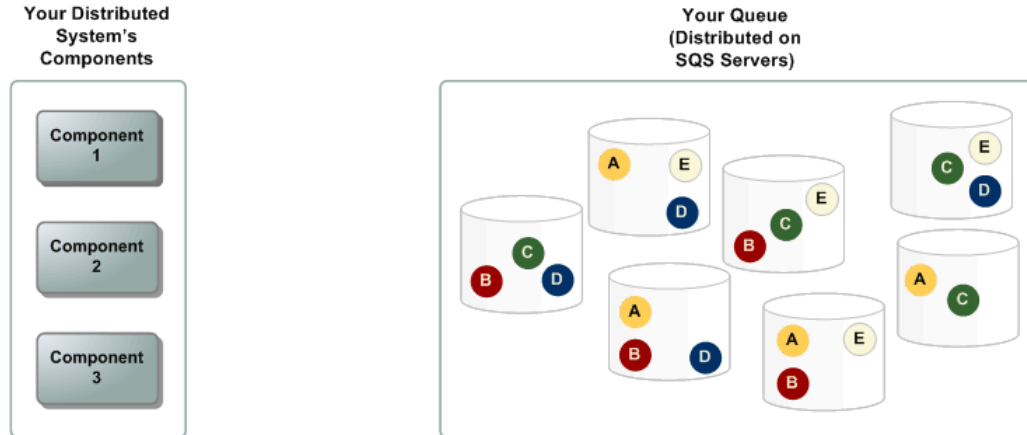 Your Distributed
System's
Components
Component
1
Component
2
Component
3
Your Queue
(Distributed on
SQS Servers)
C
B
D
A
E
D
E
C
B
A
B
D
A
E
B
E
C
D
A
C